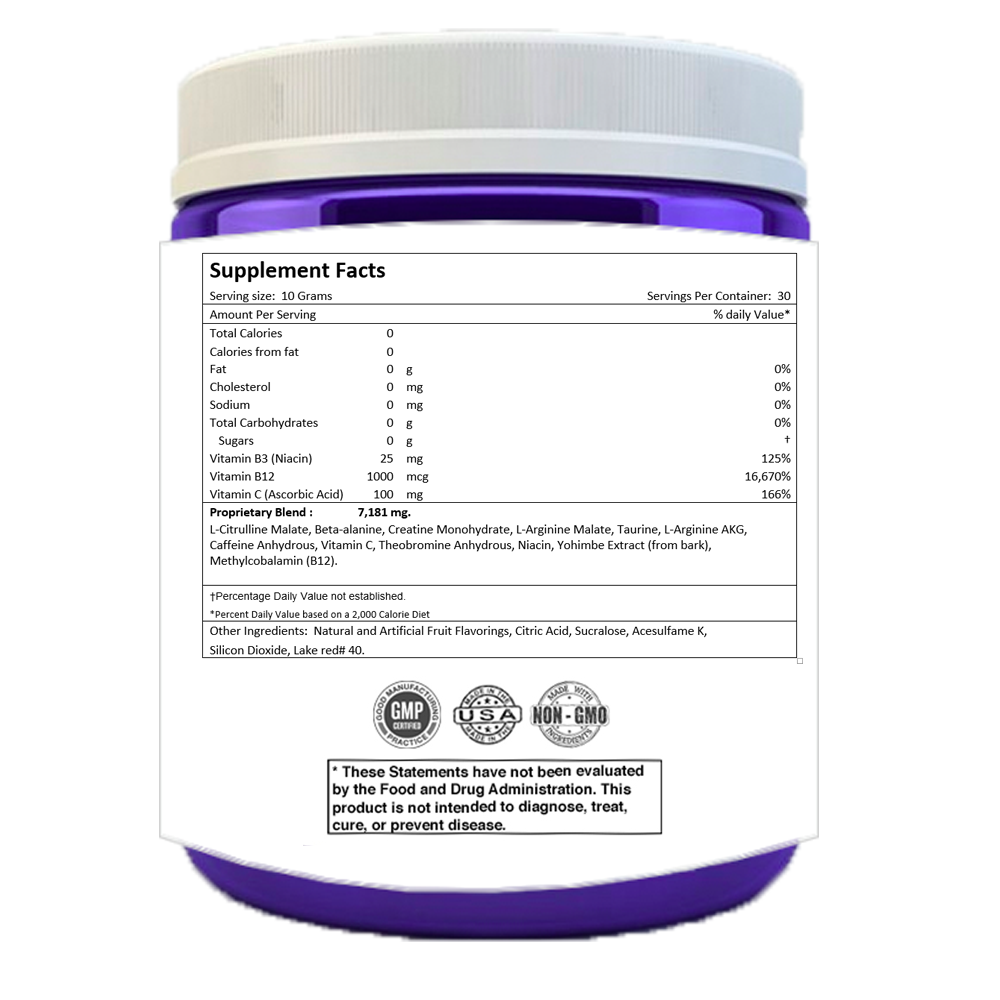 Supplement Facts
Serving size: 10 Grams Servings Per Container: 30
Amount Per Serving % daily Value*
Total Calories 0
Calories from fat 0
Fat 0 g 0%
Cholesterol 0 mg 0%
Sodium 0 mg 0%
Total Carbohydrates 0 g 0%
Sugars 0 g †
Vitamin B3 (Niacin) 25 mg 125%
Vitamin B12 1000 mcg 16,670%
Vitamin C (Ascorbic Acid) 100 mg 166%
Proprietary Blend : 7,181 mg.
L-Citrulline Malate, Beta-alanine, Creatine Monohydrate, L-Arginine Malate, Taurine, L-Arginine AKG,
Caffeine Anhydrous, Vitamin C, Theobromine Anhydrous, Niacin, Yohimbe Extract (from bark),
Methylcobalamin (B12).
†Percentage Daily Value not established.
*Percent Daily Value based on a 2,000 Calorie Diet
Other Ingredients: Natural and Artificial Fruit Flavorings, Citric Acid, Sucralose, Acesulfame K,
Silicon Dioxide, Lake red# 40.
GOOD MANUFACTURING
GMP
CERTIFIED
PRACTICE
MADE IN THE
USA
MADE IN THE
MADE WITH
NON-GMO
INGREDIENTS
* These Statements have not been evaluated
by the Food and Drug Administration. This
product is not intended to diagnose, treat,
cure, or prevent disease.